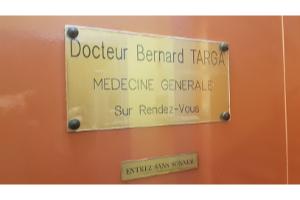 Docteur Bernard TARGA
MEDECINE GENERALE
Sur Rendez-Vous
ENTREZ SANS SONNER